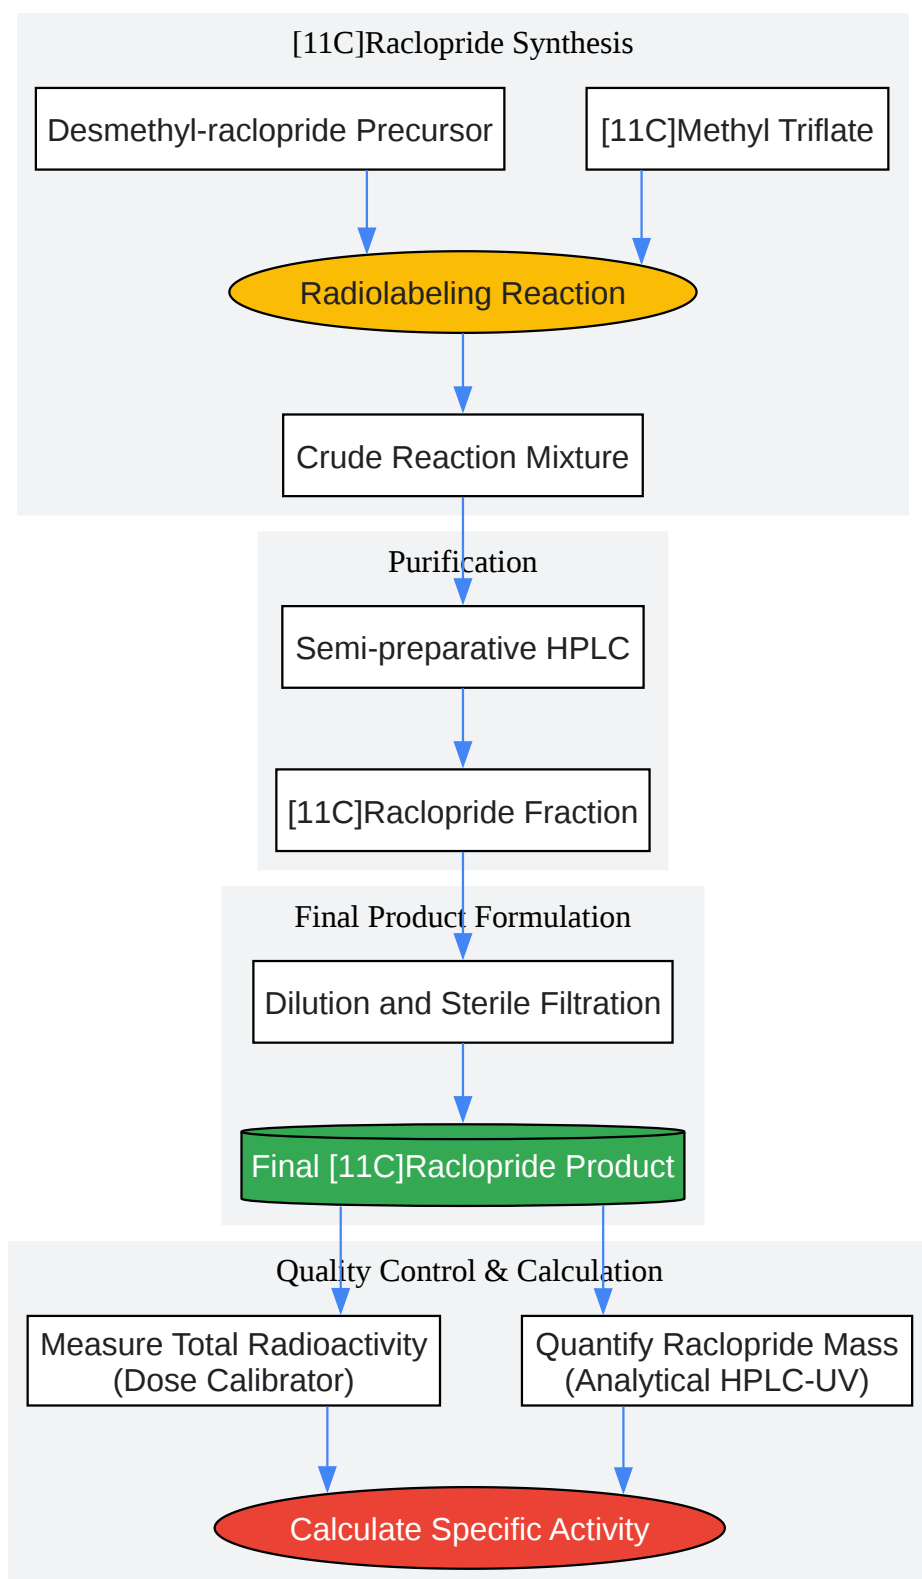 [11C]Raclopride Synthesis
Desmethyl-raclopride Precursor
[11C]Methyl Triflate
Radiolabeling Reaction
Crude Reaction Mixture
Purification
Semi-preparative HPLC
[11C]Raclopride Fraction
Final Product Formulation
Dilution and Sterile Filtration
Final [11C]Raclopride Product
Quality Control & Calculation
Measure Total Radioactivity
(Dose Calibrator)
Quantify Raclopride Mass
(Analytical HPLC-UV)
Calculate Specific Activity